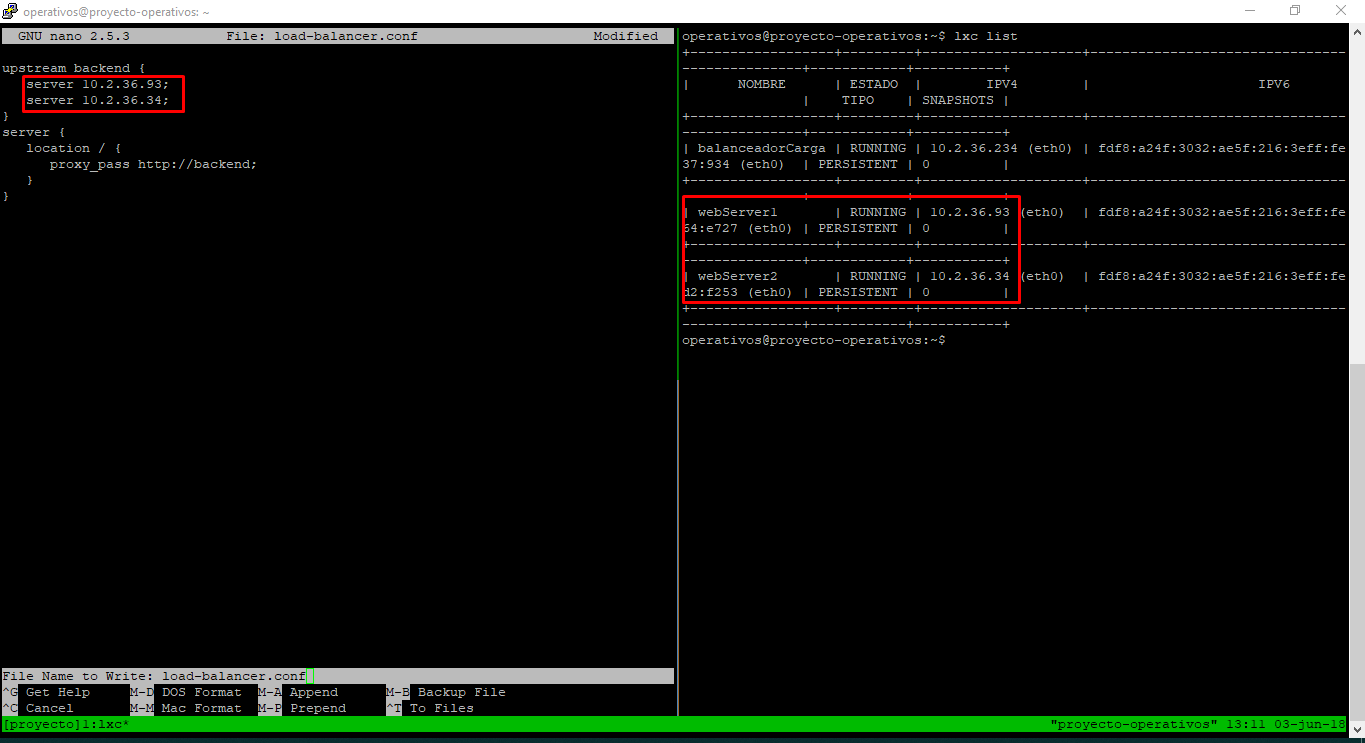 operativos@proyecto-operativos: ~
GNU nano 2.5.3 File: load-balancer.conf Modified
upstream backend {
server 10.2.36.93;
server 10.2.36.34;
}
server {
location / {
proxy_pass http://backend;
}
}
File Name to Write: load-balancer.conf
^G Get Help M-D DOS Format M-A Append M-B Backup File
^C Cancel M-M Mac Format M-P Prepend ^T To Files
operativos@proyecto-operativos:~$ lxc list
+------------------+---------+---------------------+--------------------------------
---------------+------------+-----------+
| NOMBRE | ESTADO | IPV4 | IPV6
| TIPO | SNAPSHOTS |
+------------------+---------+---------------------+--------------------------------
---------------+------------+-----------+
| balanceadorCarga | RUNNING | 10.2.36.234 (eth0) | fdf8:a24f:3032:ae5f:216:3eff:fe
37:934 (eth0) | PERSISTENT | 0 |
+------------------+---------+---------------------+--------------------------------
---------------+------------+-----------+
| webServer1 | RUNNING | 10.2.36.93 (eth0) | fdf8:a24f:3032:ae5f:216:3eff:fe
64:e727 (eth0) | PERSISTENT | 0 |
+------------------+---------+---------------------+--------------------------------
---------------+------------+-----------+
| webServer2 | RUNNING | 10.2.36.34 (eth0) | fdf8:a24f:3032:ae5f:216:3eff:fe
d2:f253 (eth0) | PERSISTENT | 0 |
+------------------+---------+---------------------+--------------------------------
---------------+------------+-----------+
operativos@proyecto-operativos:~$
[proyecto]1:lxc* "proyecto-operativos" 13:11 03-jun-18